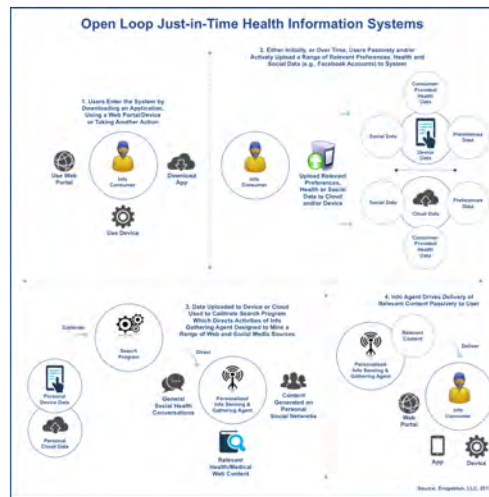 Open Loop Just-in-Time Health Information Systems
1. Users Enter the System by
Downloading an Application,
Using a Web Portal/Device
or Taking Another Action
Use Web
Portal
Info
Consumer
Download
App
Use Device
2. Either Initially, or Over Time, Users Passively and/or
Actively Upload a Range of Relevant Preferences, Health and
Social Data (e.g., Facebook Accounts) to System
Info
Consumer
Upload Relevant
Preferences,
Health or Social
Data to Cloud
and/or Device
Consumer-
Provided
Health
Data
Social Data
Device
Data
Preferences
Data
Social Data
Cloud Data
Preferences
Data
Consumer-
Provided
Health
Data
3. Data Uploaded to Device or Cloud
Used to Calibrate Search Program
Which Directs Activities of Info
Gathering Agent Designed to Mine a
Range of Web and Social Media Sources
Calibrate
Search
Program
Personal
Device Data
Personal
Cloud Data
Direct
General
Social Health
Conversations
Personalized
Info Sensing &
Gathering Agent
Content
Generated on
Personal
Social Networks
Relevant
Health/Medical
Web Content
4. Info Agent Drives Delivery of
Relevant Content Passively to User
Relevant
Content
Personalized
Info Sensing &
Gathering Agent
Deliver
Web
Portal
Info
Consumer
App
Device
Source: Enspektos, LLC,